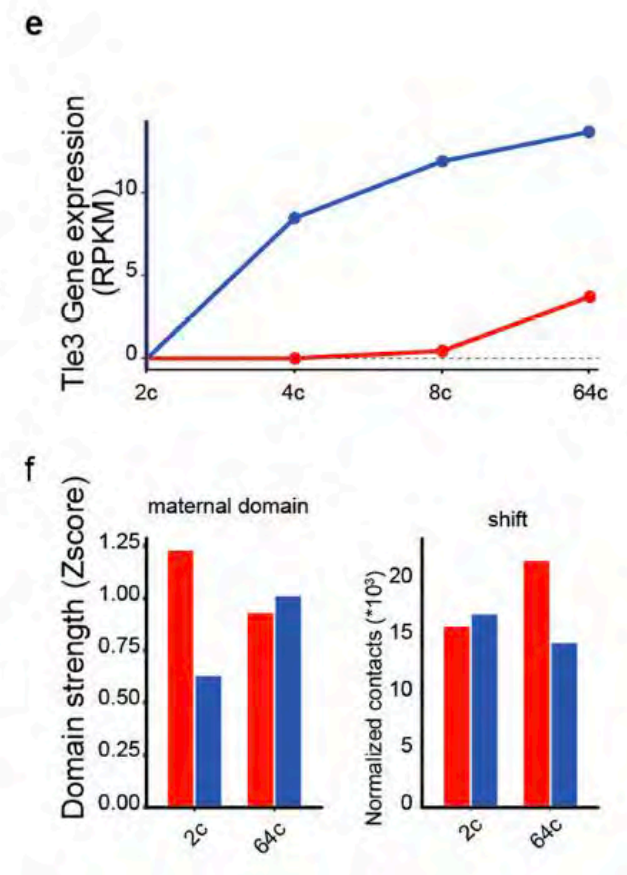 e
Tle3 Gene expression
(RPKM)
10
5
0
2c 4c 8c 64c
f
maternal domain
Domain strength (Zscore)
1.25
1.00
0.75
0.50
0.25
0.00
2c 64c
shift
Normalized contacts (*10³)
20
15
10
5
0
2c 64c